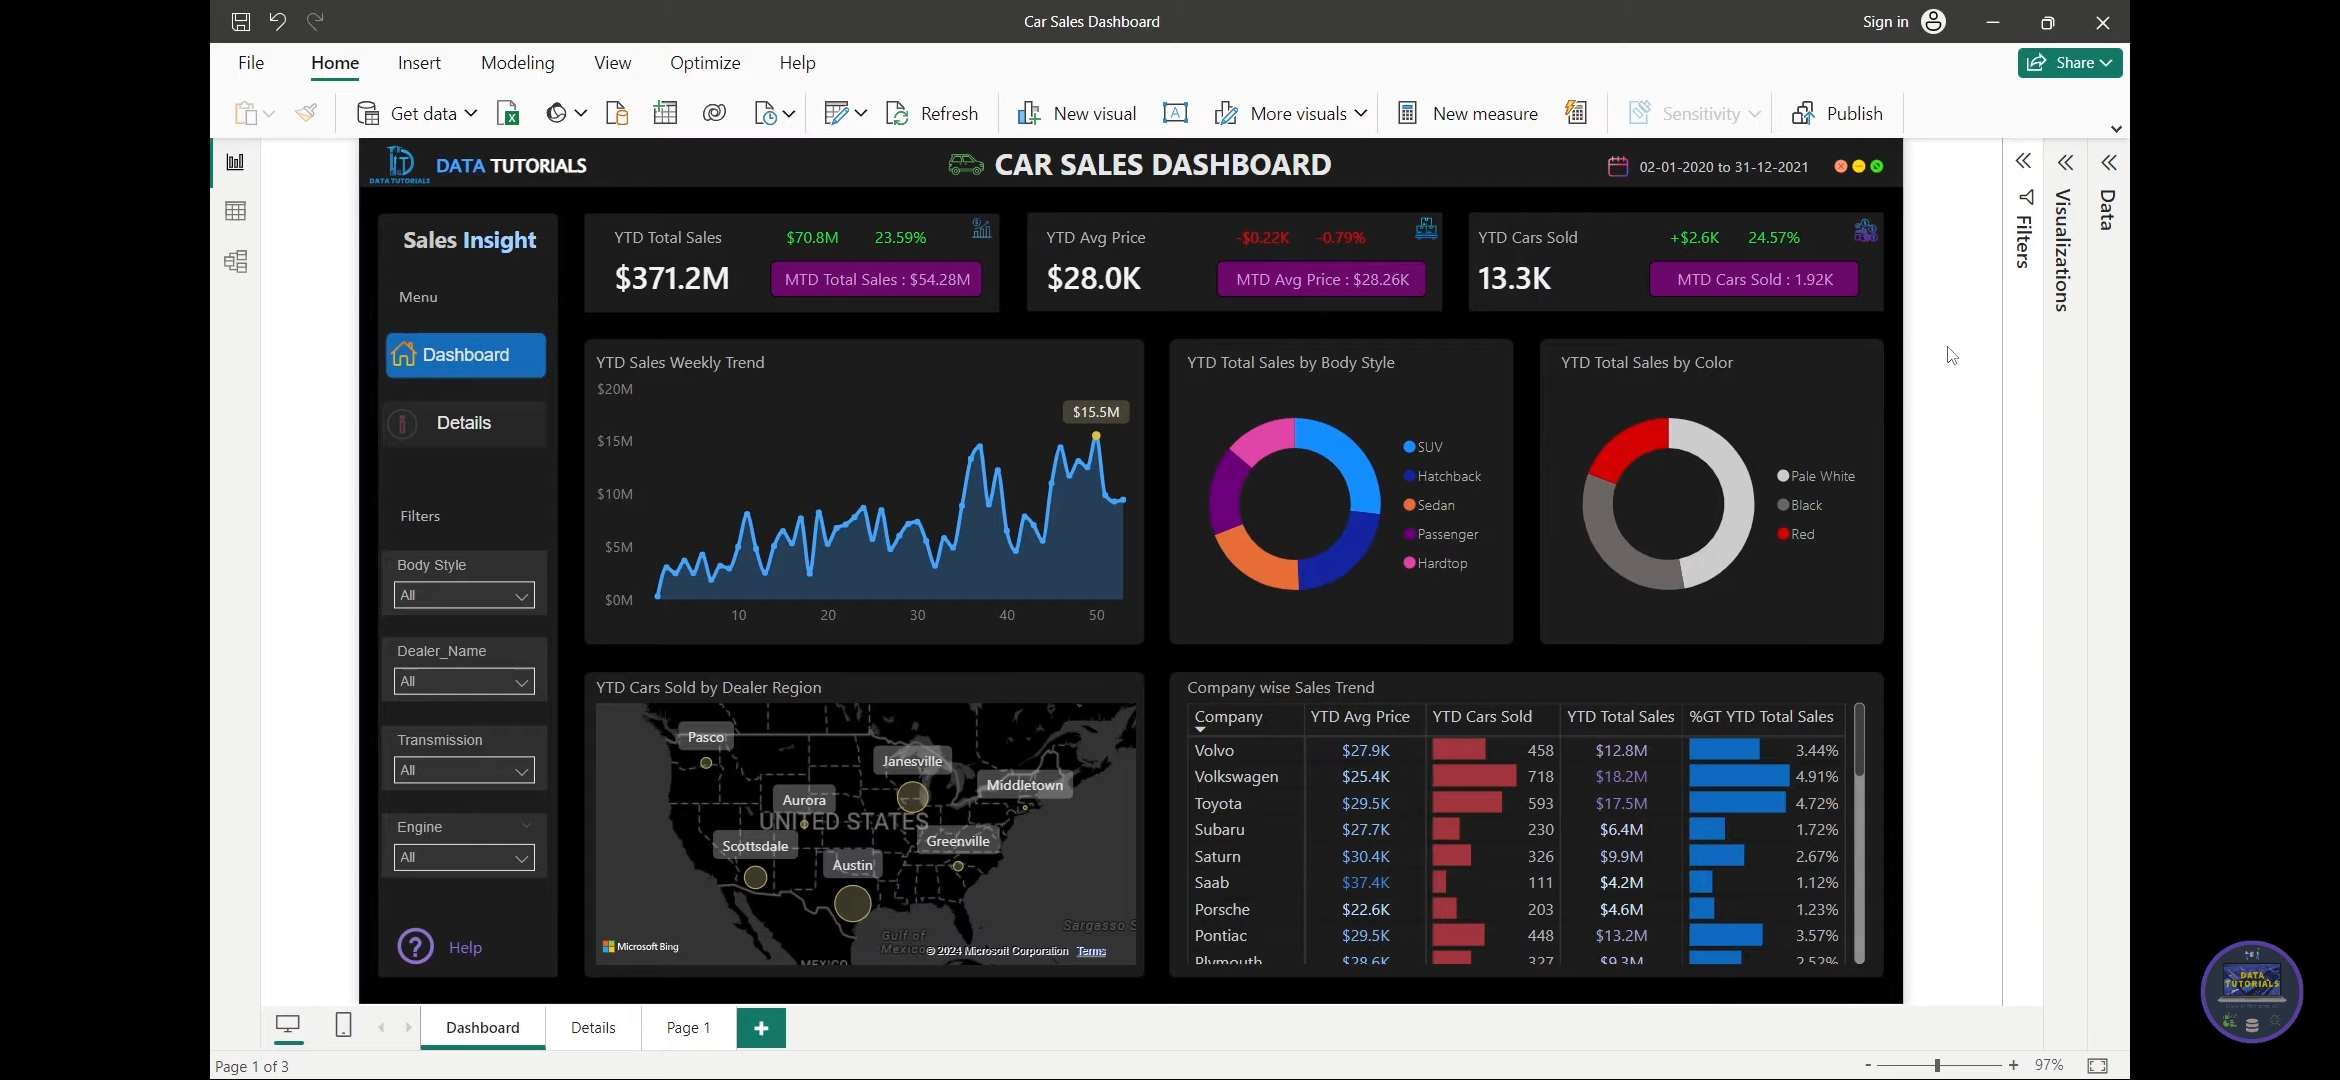 Car Sales Dashboard
Sign in
File Home Insert Modeling View Optimize Help
Share
Get data
Refresh
New visual
More visuals
New measure
Sensitivity
Publish
DATA TUTORIALS
DATA TUTORIALS
CAR SALES DASHBOARD
02-01-2020 to 31-12-2021
Filters
Visualizations
Data
Sales Insight
Menu
Dashboard
Details
Filters
Body Style
All
Dealer_Name
All
Transmission
All
Engine
All
Help
YTD Total Sales $70.8M 23.59%
$371.2M MTD Total Sales : $54.28M
YTD Avg Price -$0.22K -0.79%
$28.0K MTD Avg Price : $28.26K
YTD Cars Sold +$2.6K 24.57%
13.3K MTD Cars Sold : 1.92K
YTD Sales Weekly Trend
$20M
$15.5M
$15M
$10M
$5M
$0M
10 20 30 40 50
YTD Total Sales by Body Style
SUV
Hatchback
Sedan
Passenger
Hardtop
YTD Total Sales by Color
Pale White
Black
Red
YTD Cars Sold by Dealer Region
Pasco
Janesville
Middletown
Aurora
UNITED STATES
Greenville
Scottsdale
Austin
Sargasso S
Gulf of
Mexico
Microsoft Bing
© 2024 Microsoft Corporation Terms
MEXICO
Company wise Sales Trend
Company YTD Avg Price YTD Cars Sold YTD Total Sales %GT YTD Total Sales
Volvo $27.9K 458 $12.8M 3.44%
Volkswagen $25.4K 718 $18.2M 4.91%
Toyota $29.5K 593 $17.5M 4.72%
Subaru $27.7K 230 $6.4M 1.72%
Saturn $30.4K 326 $9.9M 2.67%
Saab $37.4K 111 $4.2M 1.12%
Porsche $22.6K 203 $4.6M 1.23%
Pontiac $29.5K 448 $13.2M 3.57%
Plymouth $28.6K 327 $9.3M 2.52%
Dashboard Details Page 1
Page 1 of 3
97%
DATA
TUTORIALS